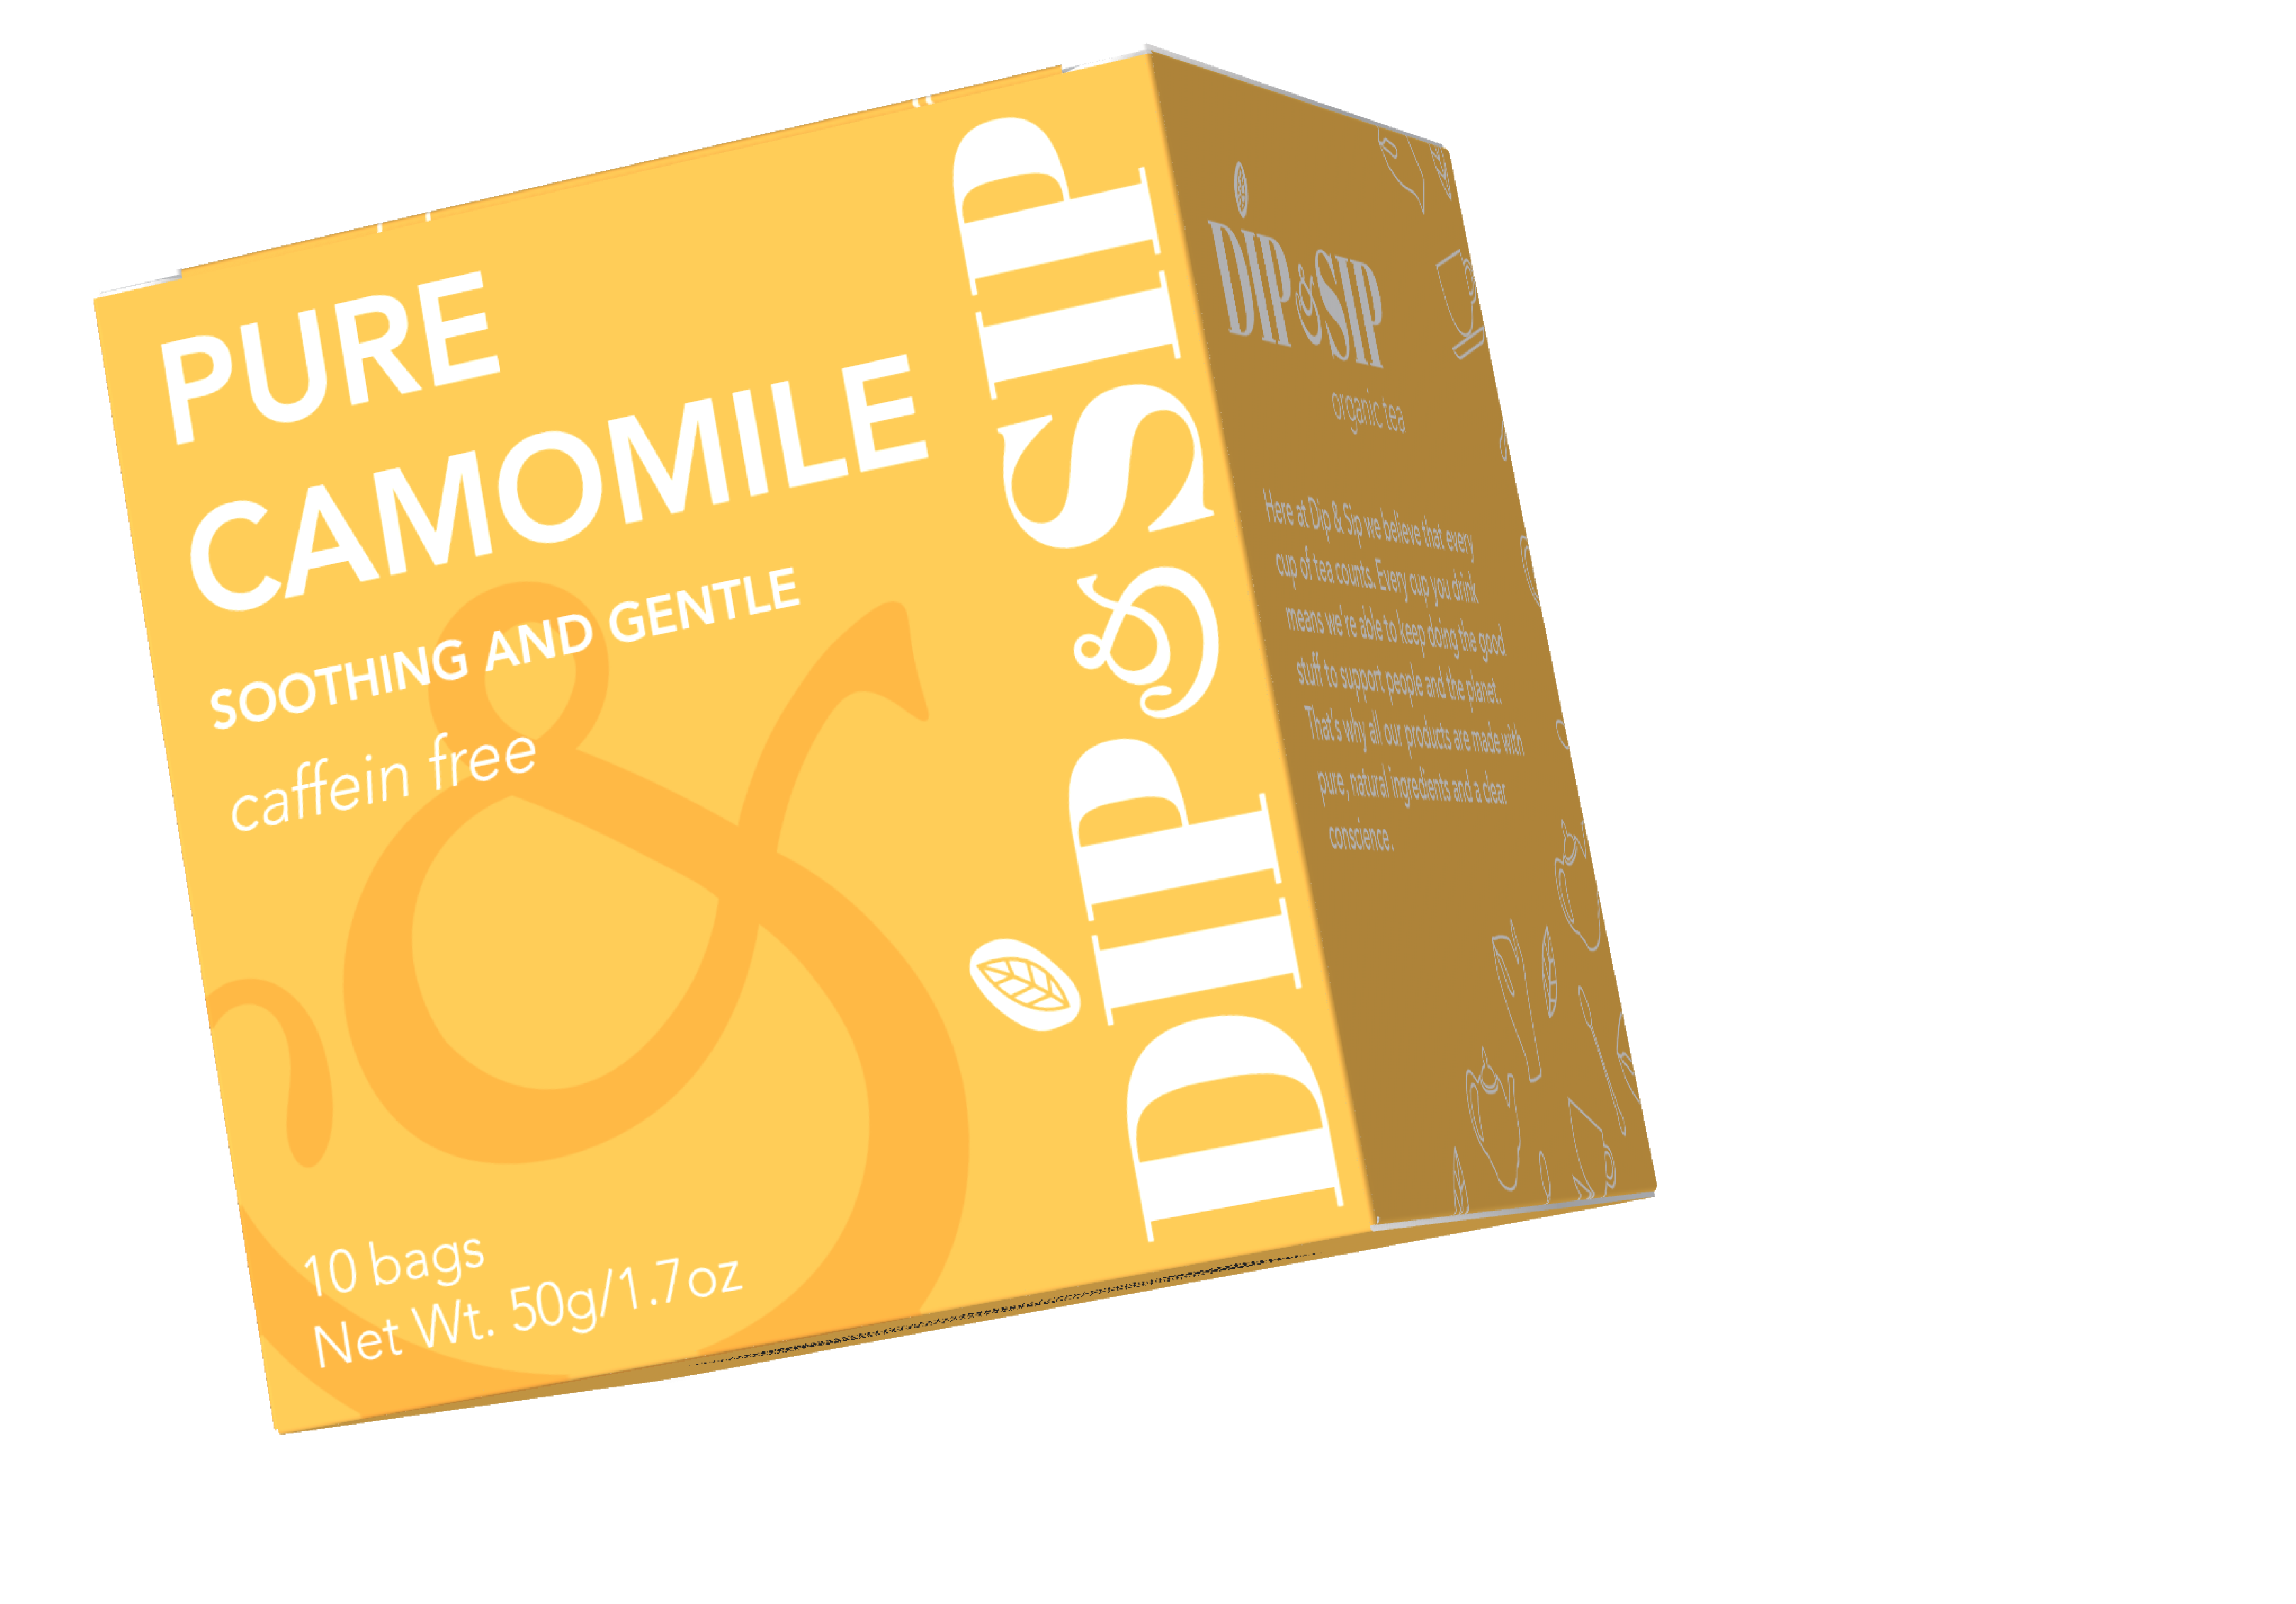 PURE
CAMOMILE
SOOTHING AND GENTLE
caffein free
10 bags
Net Wt. 50g/1.7oz
DIP & SIP
DIP & SIP
organic tea
Here at Dip & Sip we believe that every
cup of tea counts. Every cup you drink
means we're able to keep doing the good
stuff to support people and the planet.
That's why all our products are made with
pure, natural ingredients and a clear
conscience.